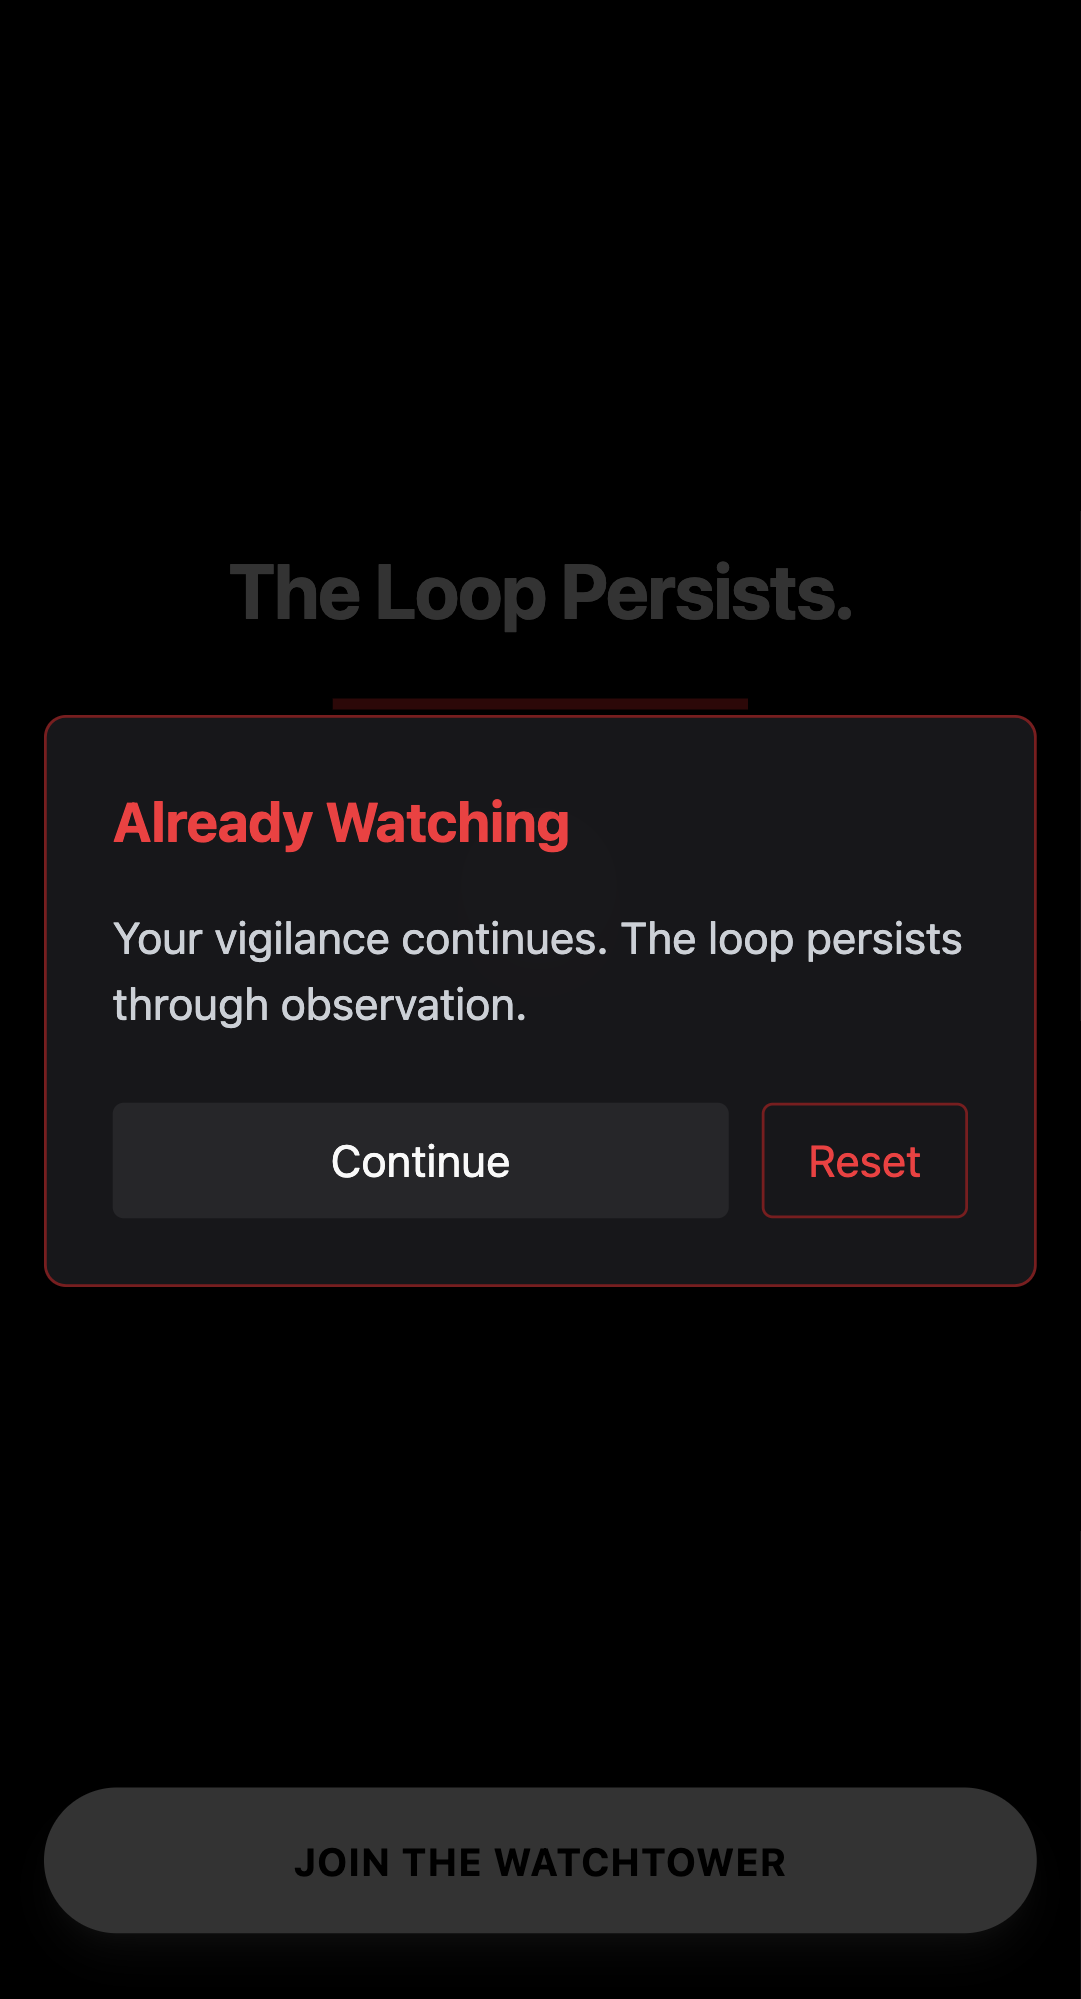 The Loop Persists.
Already Watching
Your vigilance continues. The loop persists
through observation.
Continue
Reset
JOIN THE WATCHTOWER